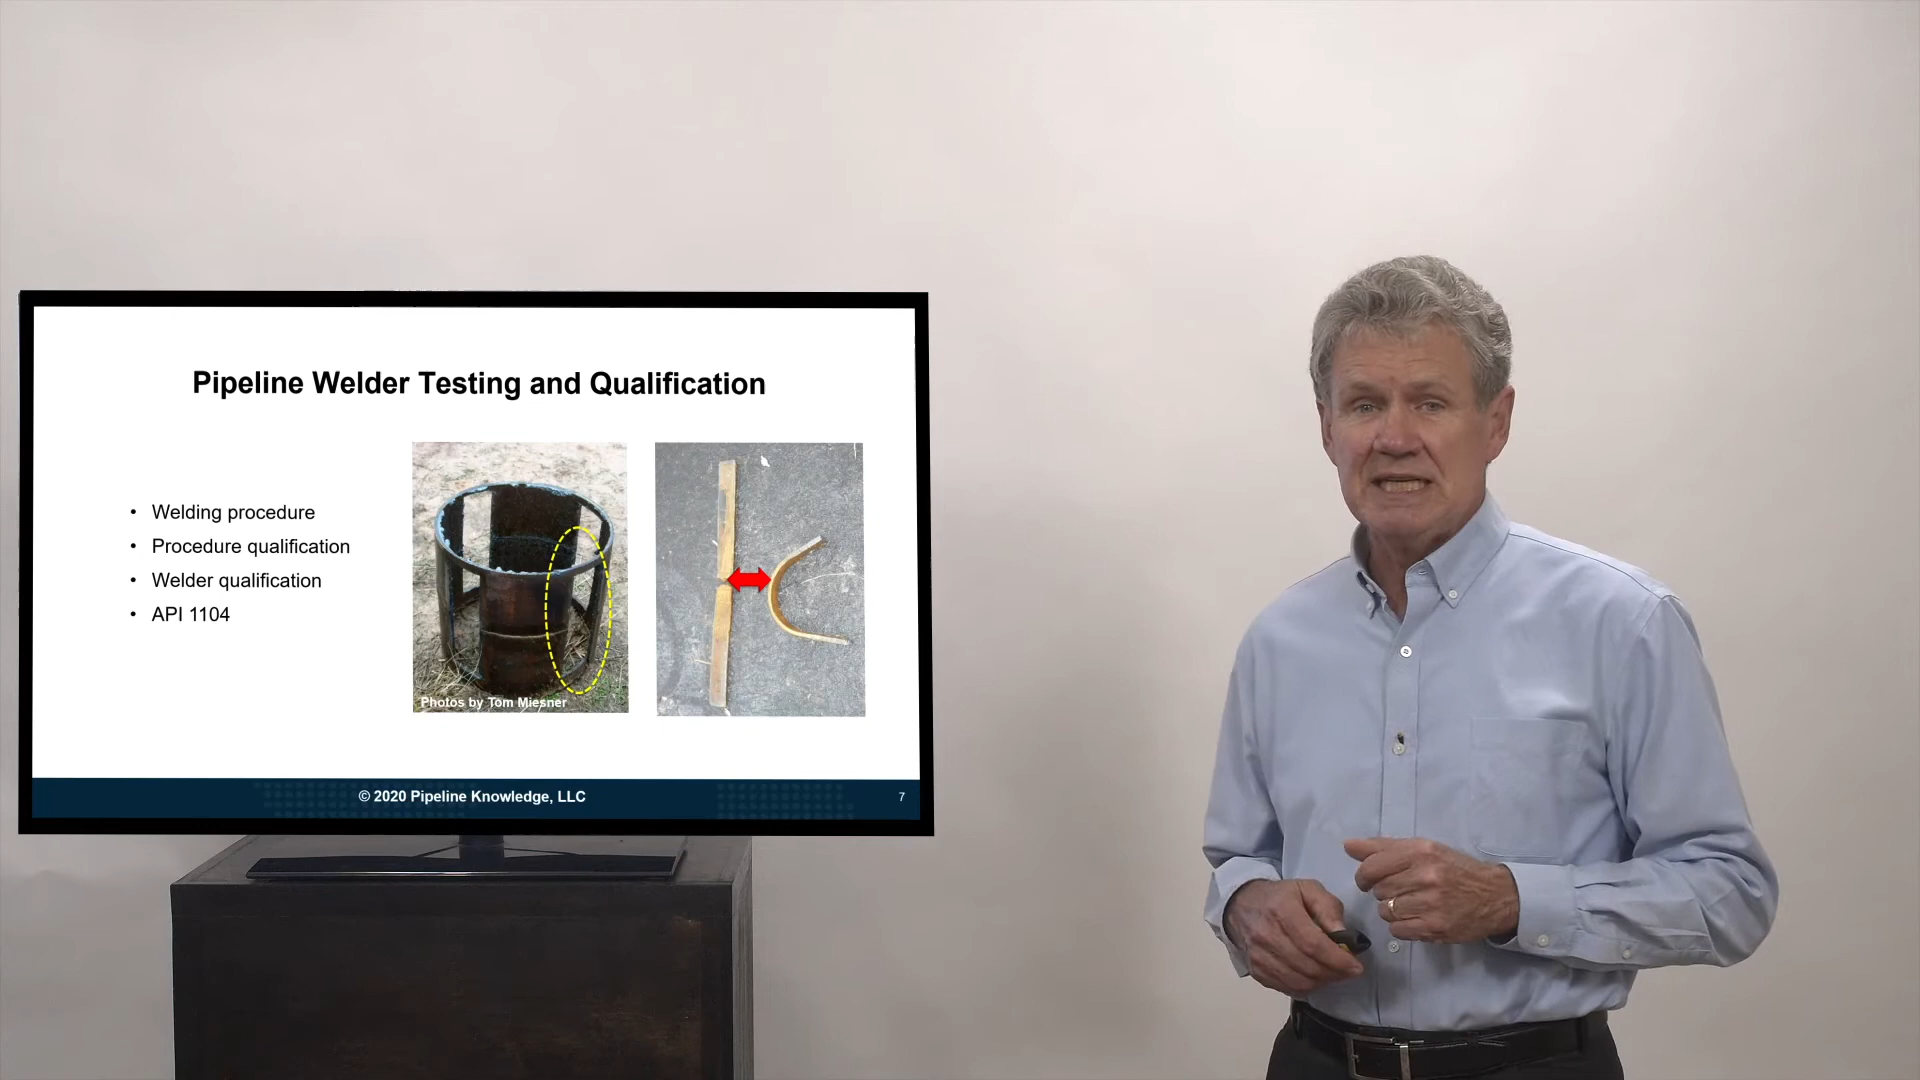 Pipeline Welder Testing and Qualification
• Welding procedure
• Procedure qualification
• Welder qualification
• API 1104
Photos by Tom Miesner
© 2020 Pipeline Knowledge, LLC
7